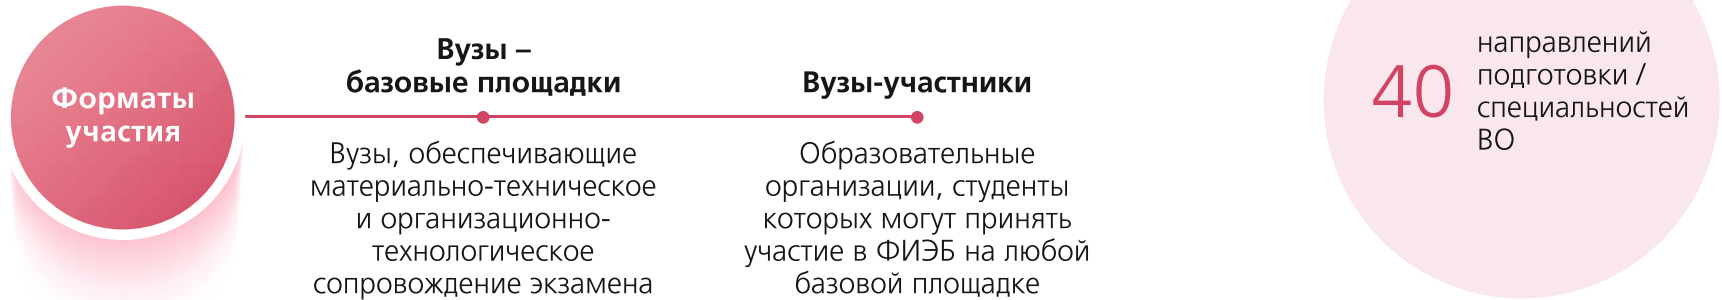 Форматы
участия
Вузы –
базовые площадки
Вузы, обеспечивающие
материально-техническое
и организационно-
технологическое
сопровождение экзамена
Вузы-участники
Образовательные
организации, студенты
которых могут принять
участие в ФИЭБ на любой
базовой площадке
40
направлений
подготовки /
специальностей
ВО